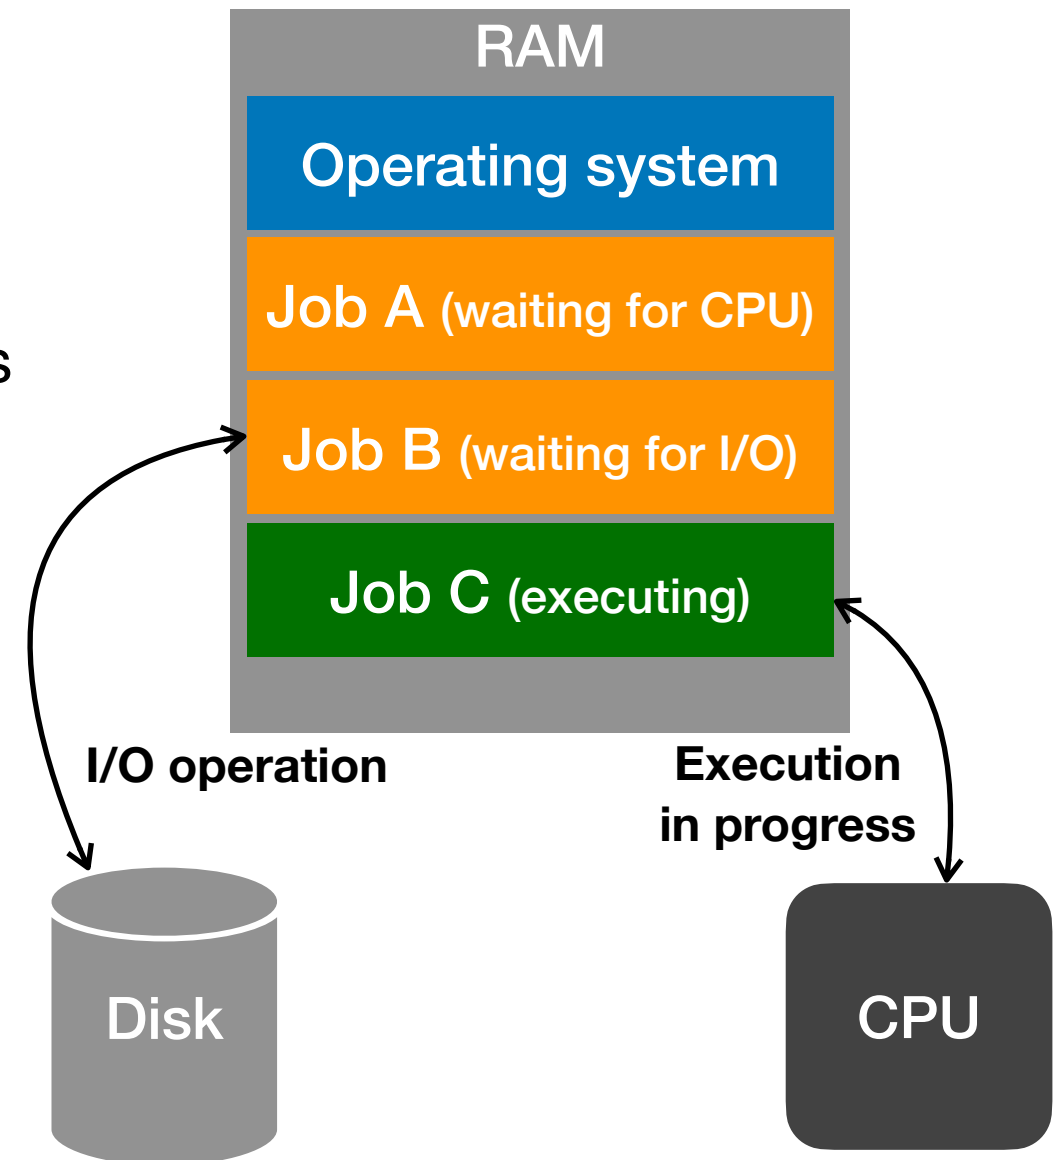 RAM
Operating system
Job A (waiting for CPU)
s
Job B (waiting for I/O)
Job C (executing)
I/O operation
Execution
in progress
Disk
CPU